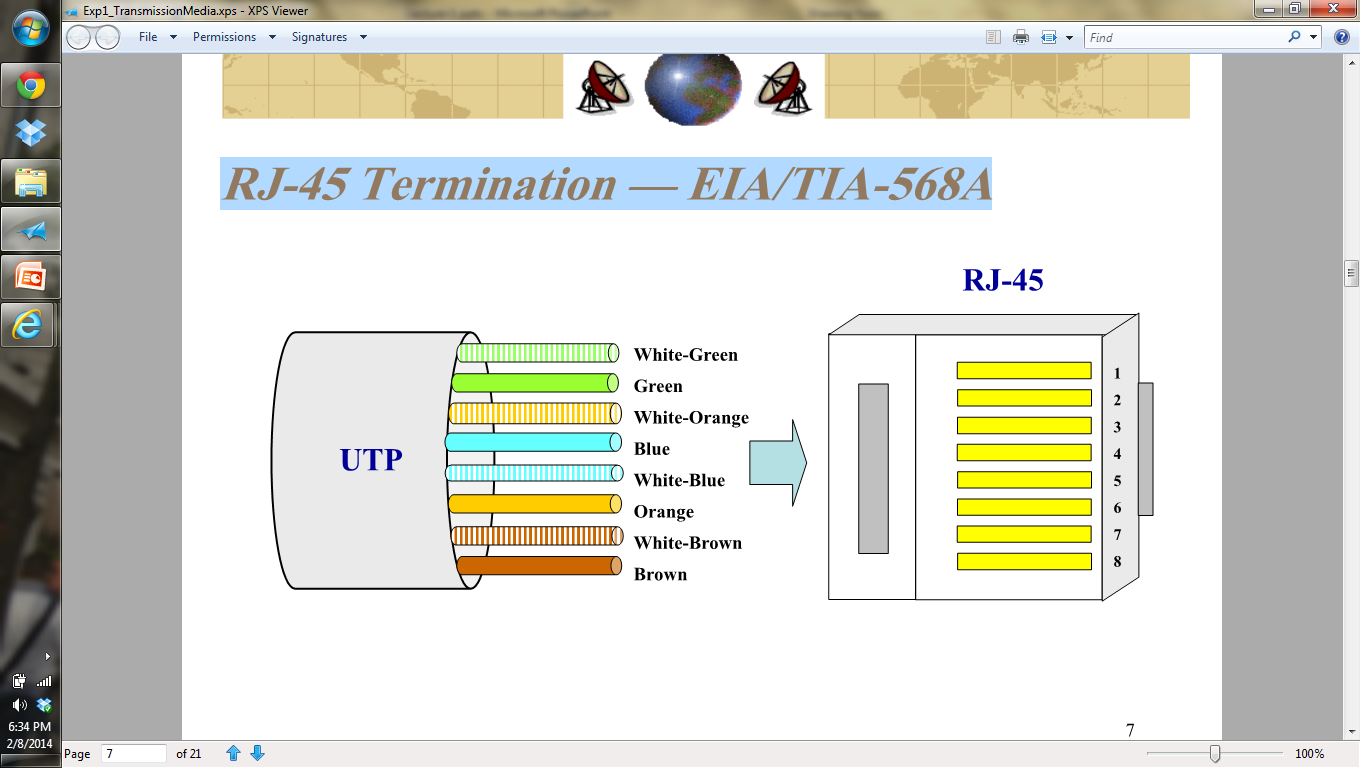 Exp1_TransmissionMedia.xps - XPS Viewer
File Permissions Signatures
Find
RJ-45 Termination — EIA/TIA-568A
RJ-45
UTP
White-Green
Green
White-Orange
Blue
White-Blue
Orange
White-Brown
Brown
1
2
3
4
5
6
7
8
7
6:34 PM
2/8/2014
Page 7 of 21
100%